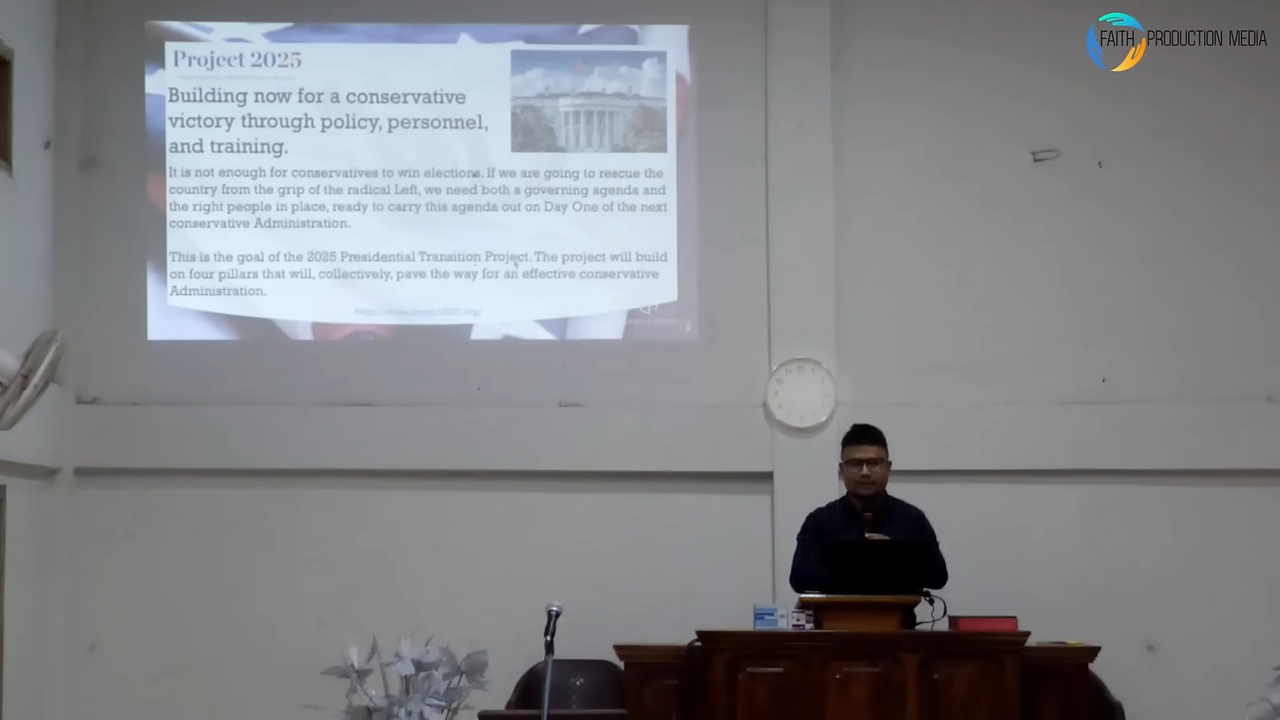 FAITH PRODUCTION MEDIA
Project 2025
Building now for a conservative
victory through policy, personnel,
and training.
It is not enough for conservatives to win elections. If we are going to rescue the
country from the grip of the radical Left, we need both a governing agenda and
the right people in place, ready to carry this agenda out on Day One of the next
conservative Administration.
This is the goal of the 2025 Presidential Transition Project. The project will build
on four pillars that will, collectively, pave the way for an effective conservative
Administration.
https://www.project2025.org/